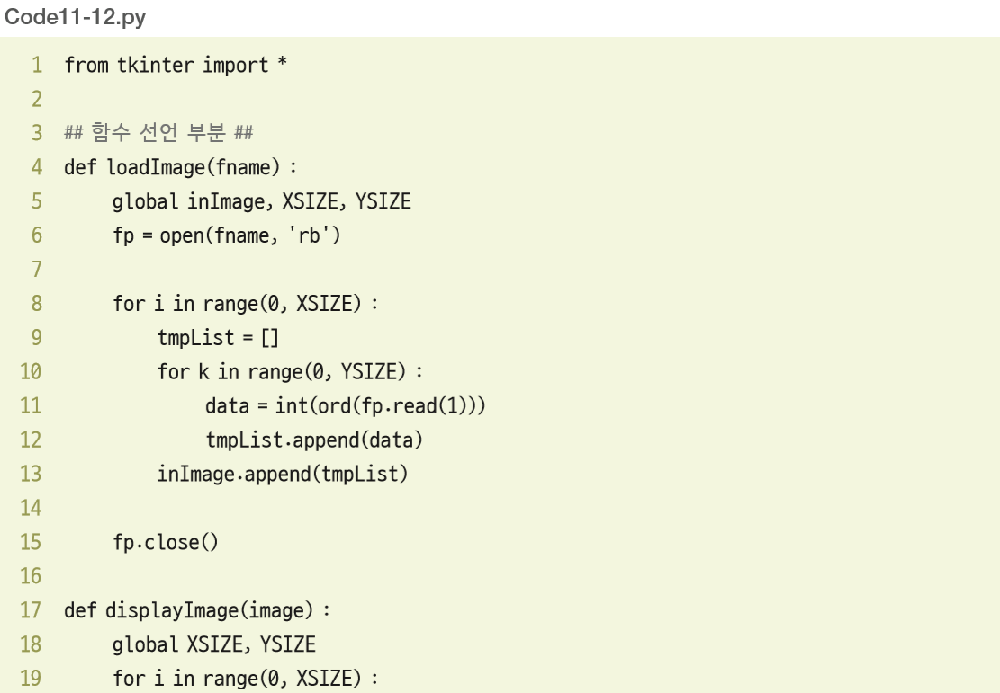 Code11-12.py
1 from tkinter import *
2
3 ## 함수 선언 부분 ##
4 def loadImage(fname) :
5     global inImage, XSIZE, YSIZE
6     fp = open(fname, 'rb')
7
8     for i in range(0, XSIZE) :
9         tmpList = []
10         for k in range(0, YSIZE) :
11             data = int(ord(fp.read(1)))
12             tmpList.append(data)
13         inImage.append(tmpList)
14
15     fp.close()
16
17 def displayImage(image) :
18     global XSIZE, YSIZE
19     for i in range(0, XSIZE) :